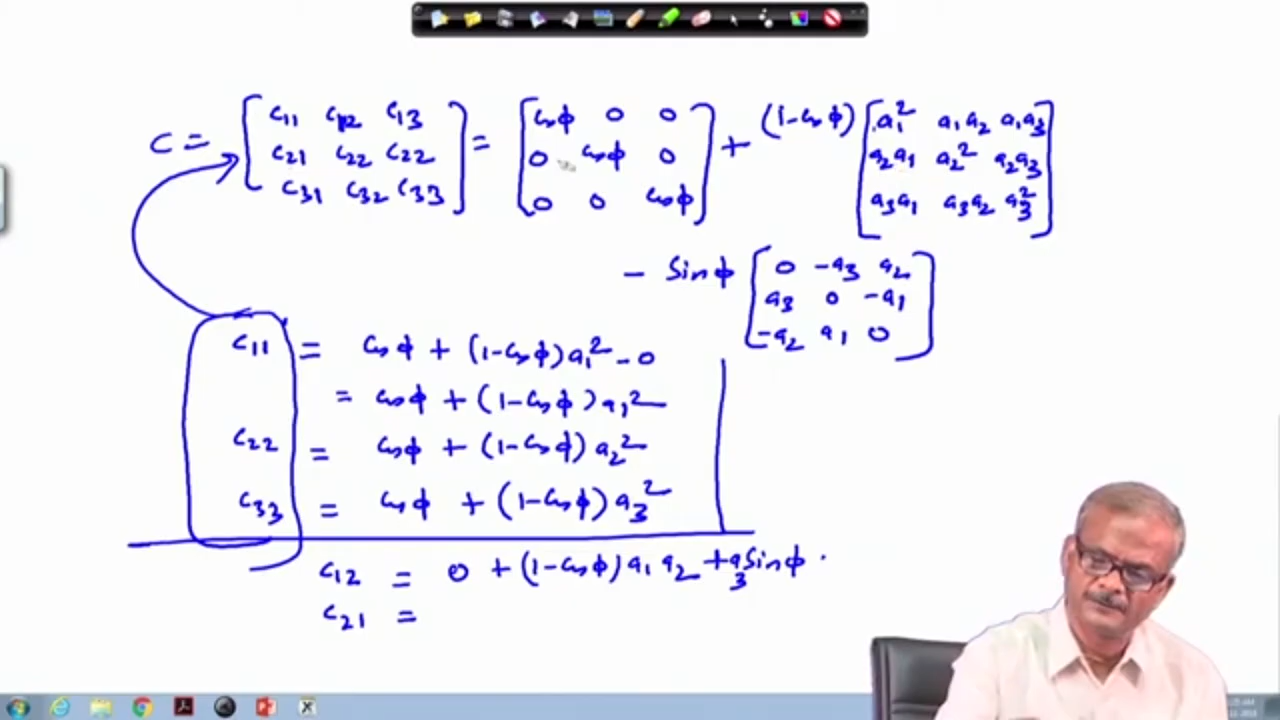 C = [ c11 c12 c13 ; c21 c22 c22 ; c31 c32 c33 ] = [ cosφ 0 0 ; 0 cosφ 0 ; 0 0 cosφ ] + (1-cosφ) [ a1² a1a2 a1a3 ; a2a1 a2² a2a3 ; a3a1 a3a2 a3² ]
- sinφ [ 0 -a3 a2 ; a3 0 -a1 ; -a2 a1 0 ]
c11 = cosφ + (1-cosφ)a1² - 0
= cosφ + (1-cosφ)a1²
c22 = cosφ + (1-cosφ)a2²
c33 = cosφ + (1-cosφ)a3²
c12 = 0 + (1-cosφ)a1a2 + a3 sinφ .
c21 =